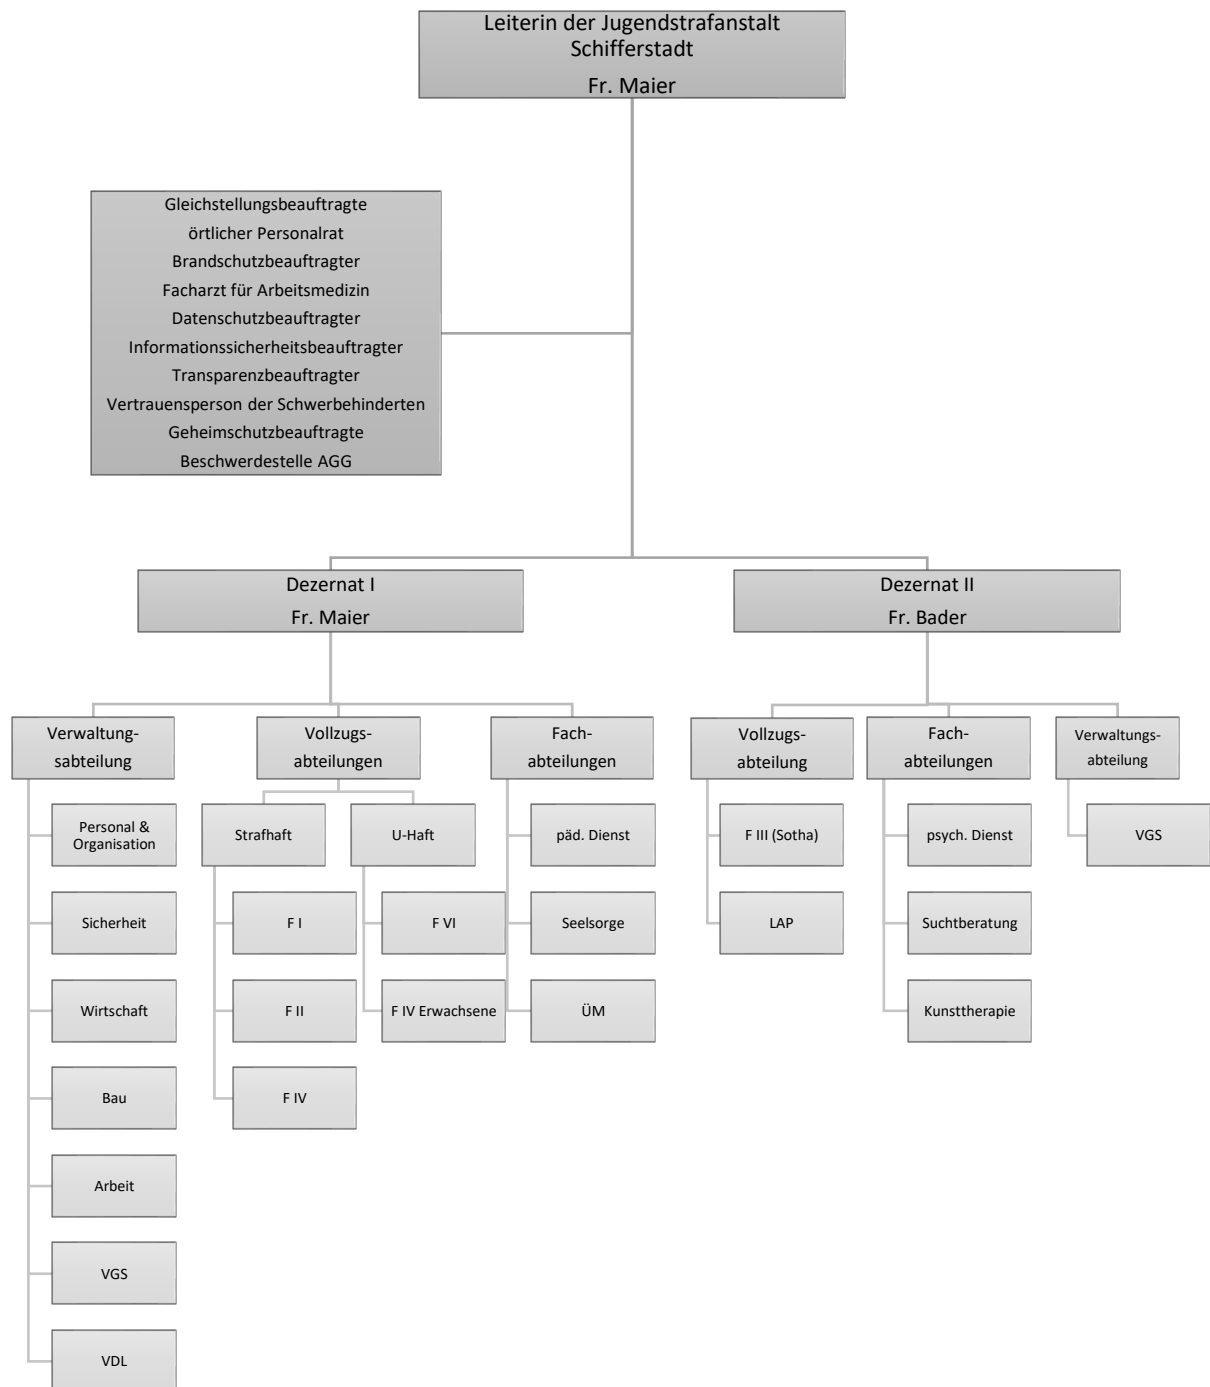 Leiterin der Jugendstrafanstalt
Schifferstadt
Fr. Maier
Gleichstellungsbeauftragte
örtlicher Personalrat
Brandschutzbeauftragter
Facharzt für Arbeitsmedizin
Datenschutzbeauftragter
Informationssicherheitsbeauftragter
Transparenzbeauftragter
Vertrauensperson der Schwerbehinderten
Geheimschutzbeauftragte
Beschwerdestelle AGG
Dezernat I
Fr. Maier
Verwaltung-
sabteilung
Personal &
Organisation
Sicherheit
Wirtschaft
Bau
Arbeit
VGS
VDL
Vollzugs-
abteilungen
Strafhaft
F I
F II
F IV
U-Haft
F VI
F IV Erwachsene
Fach-
abteilungen
päd. Dienst
Seelsorge
ÜM
Dezernat II
Fr. Bader
Vollzugs-
abteilung
F III (Sotha)
LAP
Fach-
abteilungen
psych. Dienst
Suchtberatung
Kunsttherapie
Verwaltungs-
abteilung
VGS